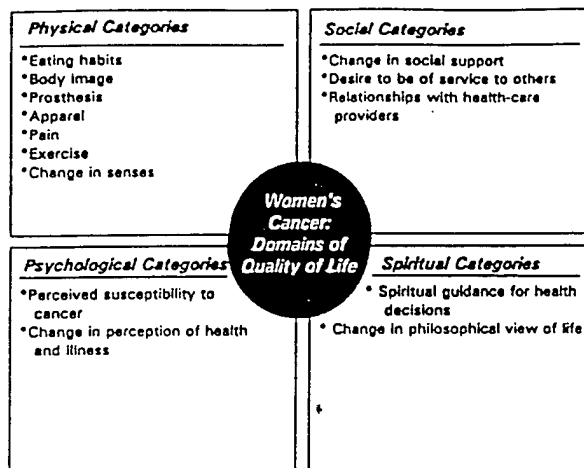 Physical Categories
*Eating habits
*Body image
*Prosthesis
*Apparel
*Pain
*Exercise
*Change in senses
Social Categories
*Change in social support
*Desire to be of service to others
*Relationships with health-care
providers
Women's
Cancer:
Domains of
Quality of Life
Psychological Categories
*Perceived susceptibility to
cancer
*Change in perception of health
and illness
Spiritual Categories
*Spiritual guidance for health
decisions
*Change in philosophical view of life